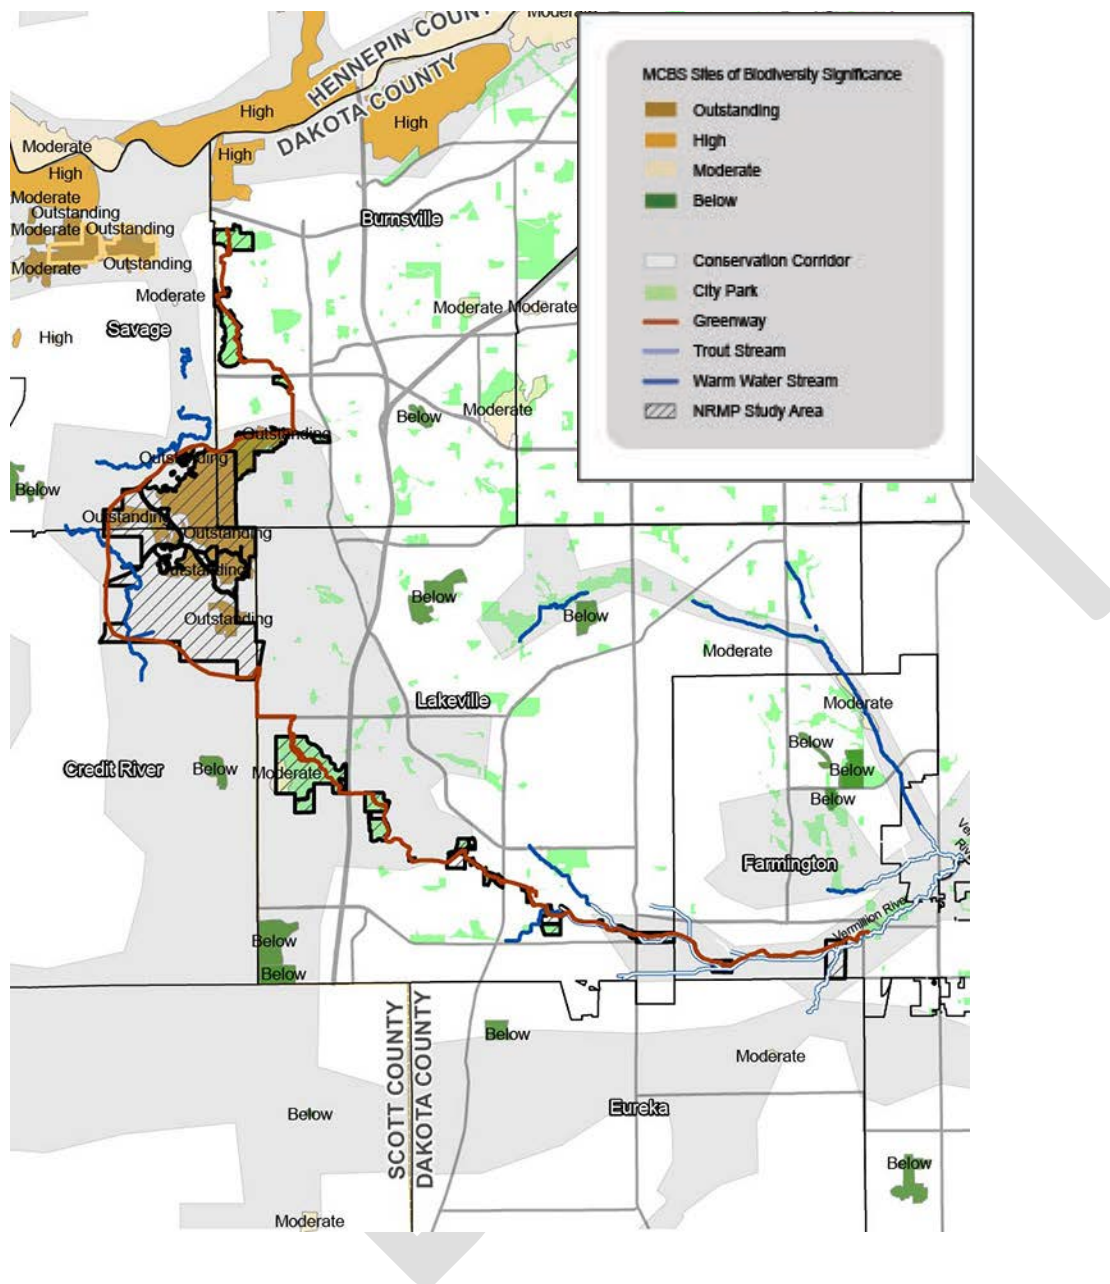 Moderate
HENNEPIN COUNTY
DAKOTA COUNTY
High
High
High
Moderate
High
Moderate
Outstanding
Moderate
Outstanding
Moderate
Outstanding
Burnsville
Moderate
Moderate
Moderate
High
Savage
Below
Moderate
Outstanding
Outstanding
Below
Outstanding
Outstanding
Outstanding
Outstanding
Below
Below
Moderate
Lakeville
Moderate
Below
Below
Below
Credit River
Below
Moderate
Farmington
Vermillion River
Below
Below
SCOTT COUNTY
DAKOTA COUNTY
Below
Moderate
Eureka
Below
Below
Moderate
MCBS Sites of Biodiversity Significance
Outstanding
High
Moderate
Below
Conservation Corridor
City Park
Greenway
Trout Stream
Warm Water Stream
NRMP Study Area